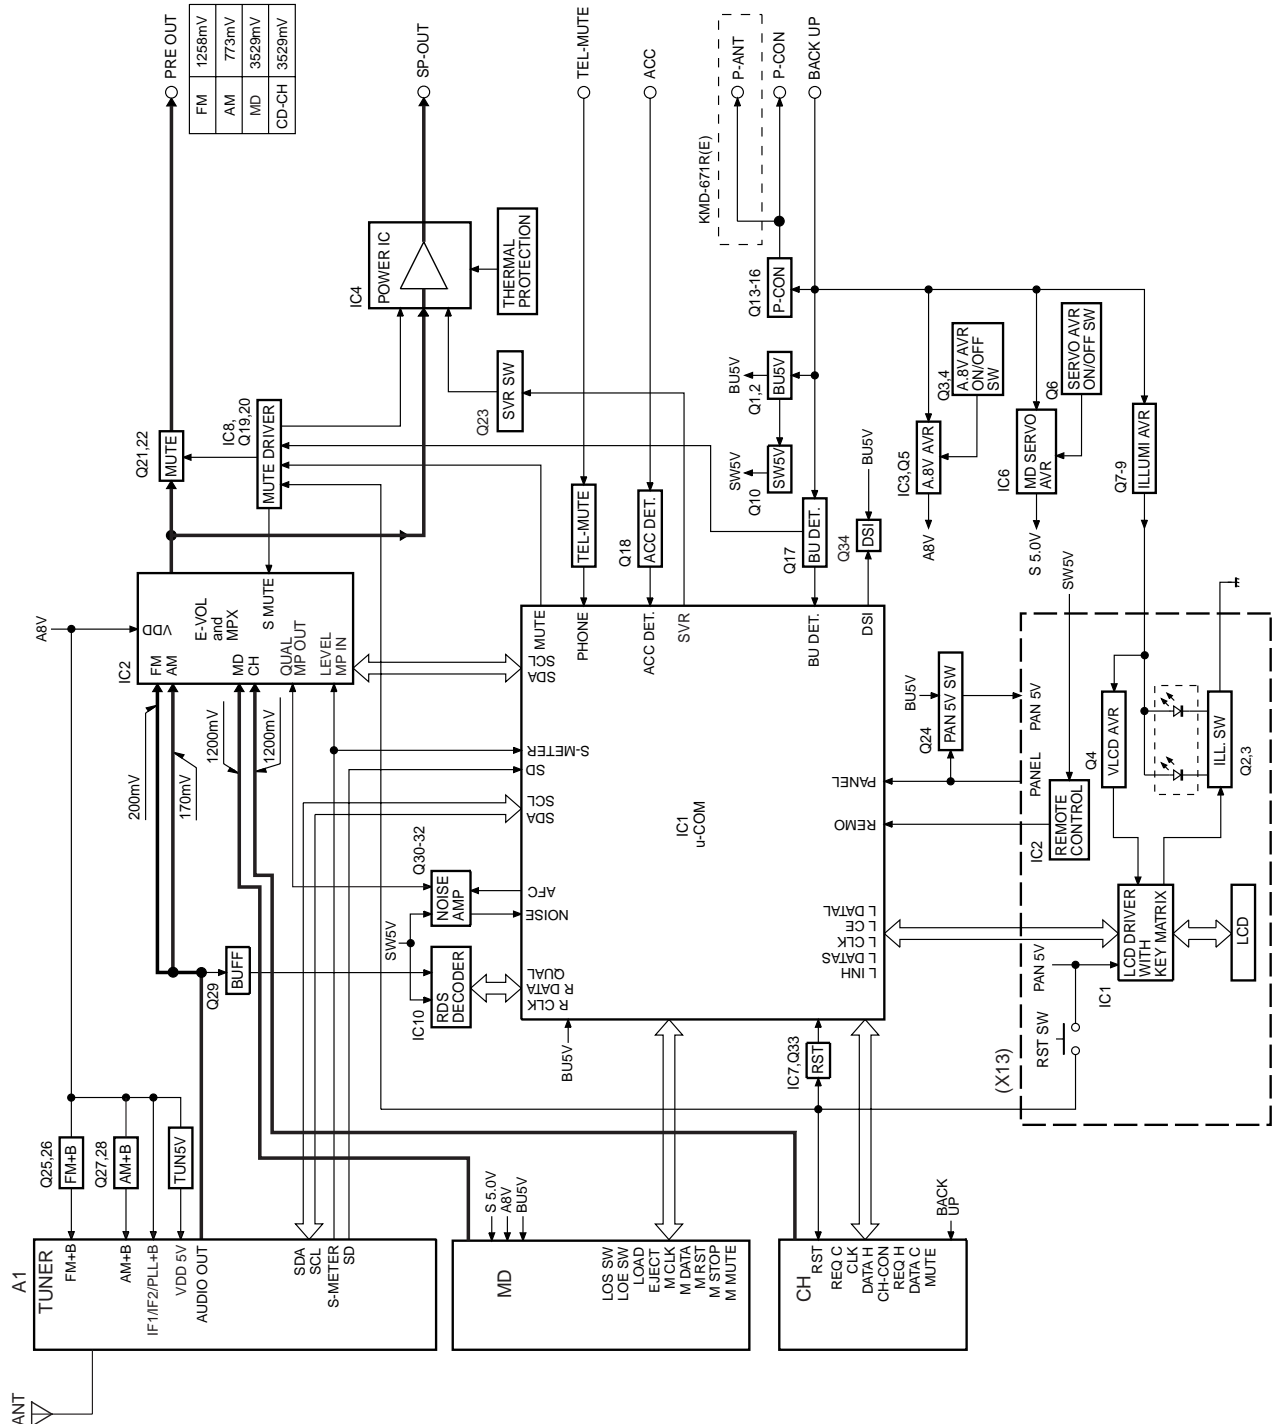 ANT
A1
TUNER
FM+B
AM+B
IF1/IF2/PLL+B
VDD 5V
AUDIO OUT
SDA
SCL
S-METER
SD
Q25,26
FM+B
Q27,28
AM+B
TUN5V
A8V
200mV
170mV
1200mV
1200mV
IC2
VDD
FM
AM
E-VOL
and
MPX
MD
CH
S MUTE
QUAL
MP OUT
LEVEL
MP IN
Q21,22
MUTE
IC8,
Q19,20
MUTE DRIVER
PRE OUT
FM 1258mV
AM 773mV
MD 3529mV
CD-CH 3529mV
IC4
POWER IC
THERMAL
PROTECTION
SP-OUT
Q23
SVR SW
TEL-MUTE
TEL-MUTE
Q18
ACC DET.
ACC
Q29
BUFF
SW5V
IC10
RDS
DECODER
Q30-32
NOISE
AMP
MD
S 5.0V
A8V
BU5V
LOS SW
LOE SW
LOAD
EJECT
M CLK
M DATA
M RST
M STOP
M MUTE
BU5V
IC1
u-COM
R CLK
R DATA
QUAL
NOISE
AFC
SDA
SCL
SD
S-METER
SDA
SCL
MUTE
PHONE
ACC DET.
SVR
BU DET.
DSI
L INH
L DATAS
L CLK
L CE
L DATAL
REMO
PANEL
IC7,Q33
RST
CH
RST
REQ C
CLK
DATA H
CH-CON
REQ H
DATA C
MUTE
BACK
UP
Q17
BU DET.
Q34
DSI
BU5V
Q10
SW5V
SW5V
Q1,2
BU5V
BU5V
Q13-16
P-CON
KMD-671R(E)
P-ANT
P-CON
BACK UP
A8V
IC3,Q5
A.8V AVR
Q3,4
A.8V AVR
ON/OFF
SW
S 5.0V
IC6
MD SERVO
AVR
Q6
SERVO AVR
ON/OFF SW
Q7-9
ILLUMI AVR
BU5V
Q24
PAN 5V SW
PAN 5V
PANEL
SW5V
(X13)
RST SW
PAN 5V
IC1
LCD DRIVER
WITH
KEY MATRIX
LCD
IC2
REMOTE
CONTROL
Q4
VLCD AVR
ILL. SW
Q2,3